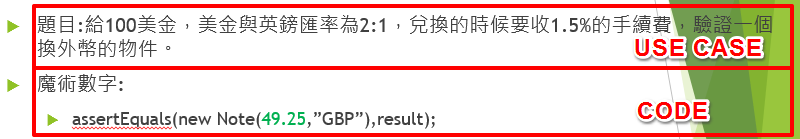 題目:給100美金，美金與英鎊匯率為2:1，兌換的時候要收1.5%的手續費，驗證一個
換外幣的物件。
USE CASE
魔術數字:
assertEquals(new Note(49.25,”GBP”),result);
CODE